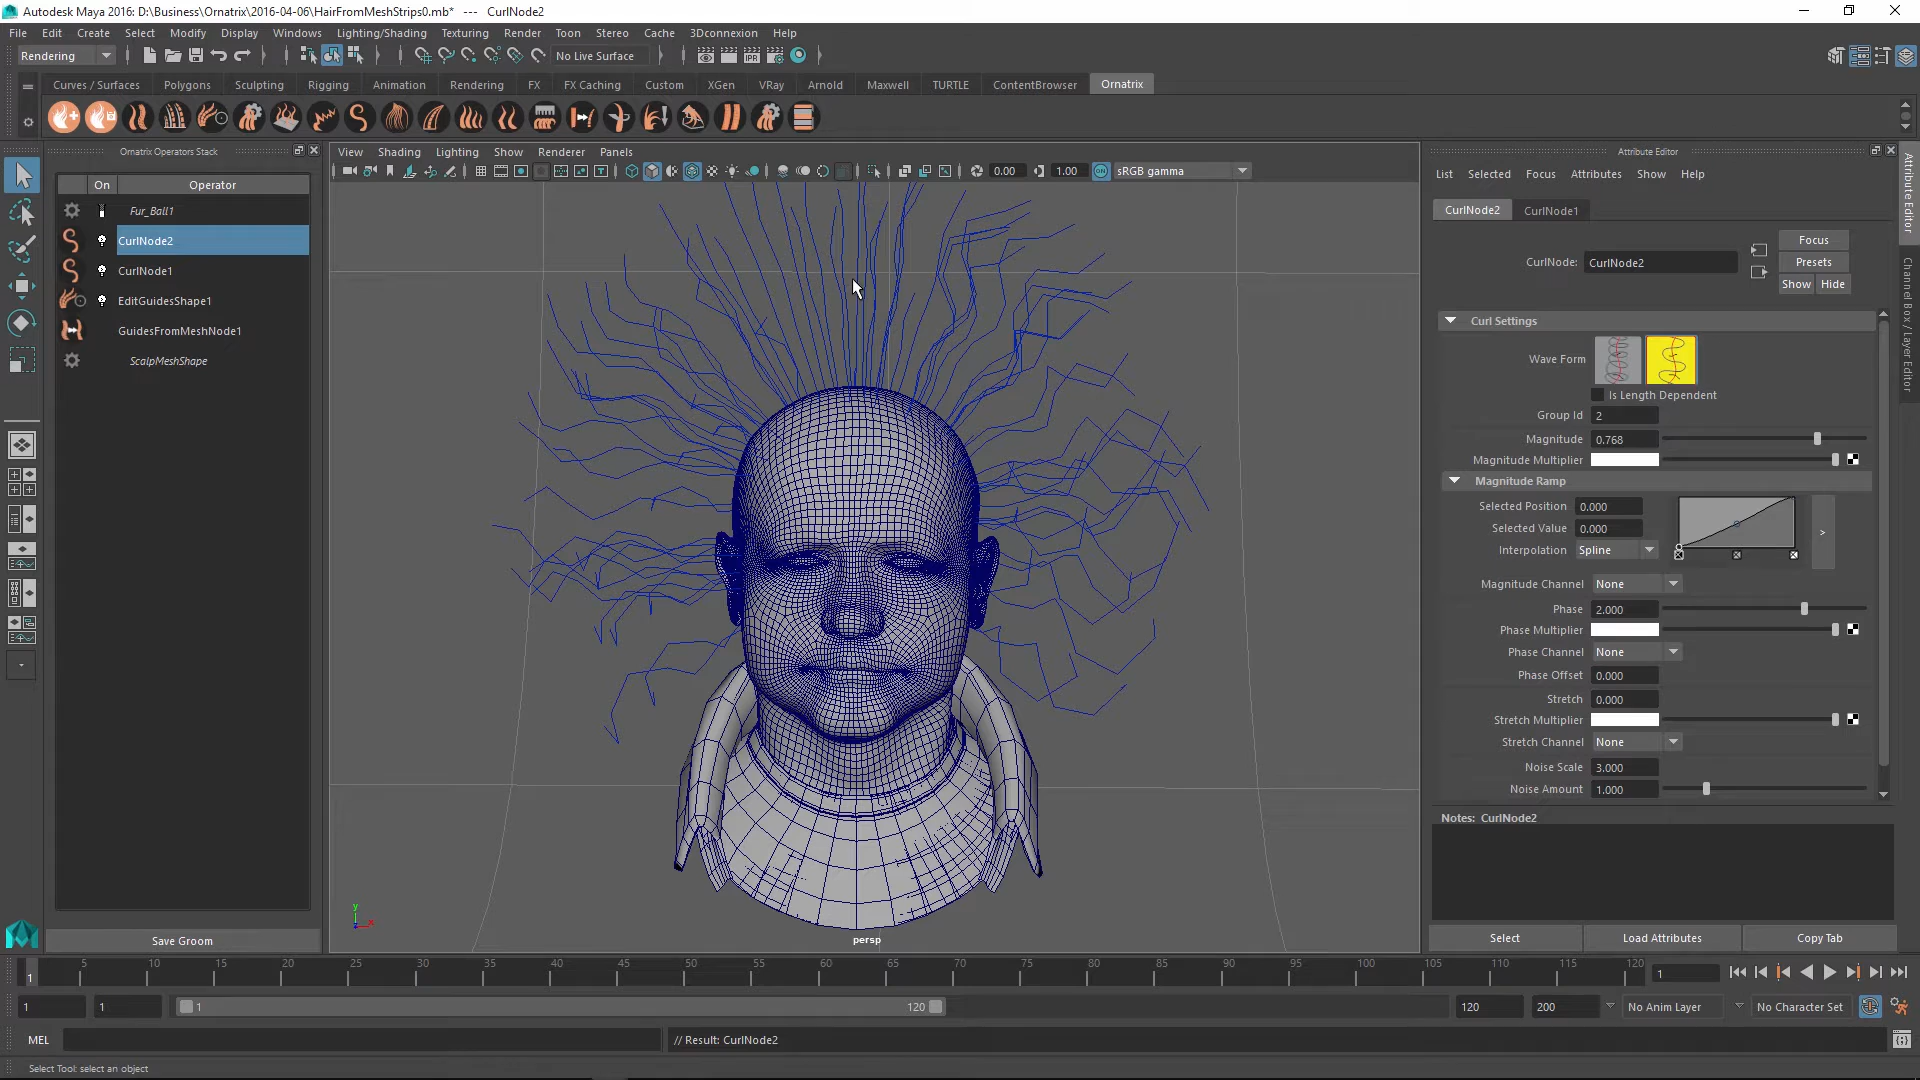 Autodesk Maya 2016: D:\Business\Ornatrix\2016-04-06\HairFromMeshStrips0.mb*   ---   CurlNode2
File Edit Create Select Modify Display Windows Lighting/Shading Texturing Render Toon Stereo Cache 3Dconnexion Help
Rendering No Live Surface
Curves / Surfaces Polygons Sculpting Rigging Animation Rendering FX FX Caching Custom XGen VRay Arnold Maxwell TURTLE ContentBrowser Ornatrix
Ornatrix Operators Stack
On Operator
Fur_Ball1
CurlNode2
CurlNode1
EditGuidesShape1
GuidesFromMeshNode1
ScalpMeshShape
Save Groom
View Shading Lighting Show Renderer Panels
0.00 1.00 ON sRGB gamma
y
x
persp
Attribute Editor
List Selected Focus Attributes Show Help
CurlNode2 CurlNode1
Focus
CurlNode: CurlNode2
Presets
Show Hide
Curl Settings
Wave Form
Is Length Dependent
Group Id 2
Magnitude 0.768
Magnitude Multiplier
Magnitude Ramp
Selected Position 0.000
Selected Value 0.000
Interpolation Spline
>
Magnitude Channel None
Phase 2.000
Phase Multiplier
Phase Channel None
Phase Offset 0.000
Stretch 0.000
Stretch Multiplier
Stretch Channel None
Noise Scale 3.000
Noise Amount 1.000
Notes: CurlNode2
Select Load Attributes Copy Tab
Attribute Editor
Channel Box / Layer Editor
1 5 10 15 20 25 30 35 40 45 50 55 60 65 70 75 80 85 90 95 100 105 110 115 120 1
1 1 1 120 120 200 No Anim Layer No Character Set
MEL // Result: CurlNode2
Select Tool: select an object